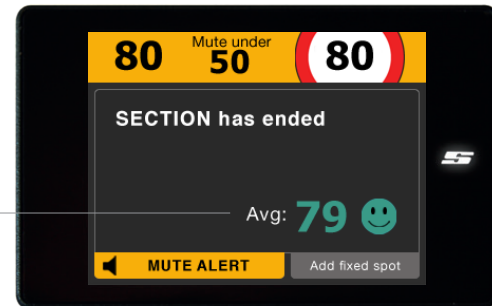 80
Mute under
50
80
SECTION has ended
Avg: 79
MUTE ALERT
Add fixed spot